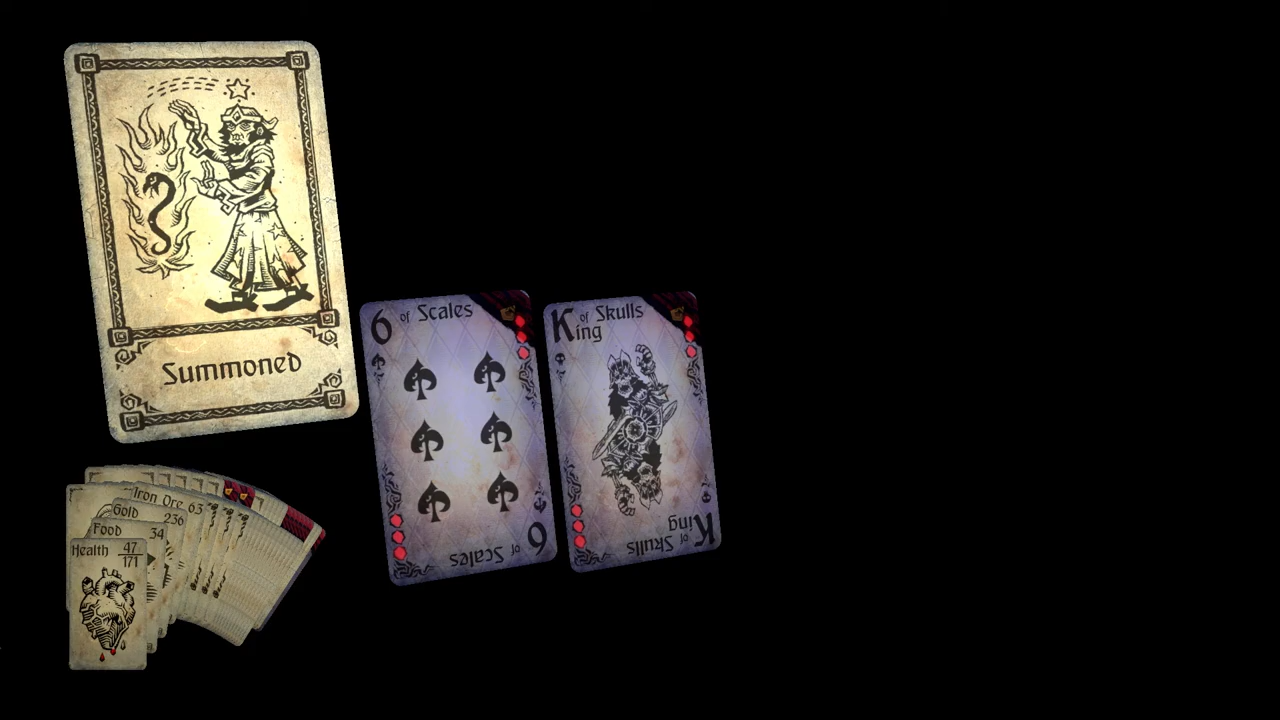 Summoned
6 of Scales
6 of Scales
King of Skulls
King of Skulls
Iron Ore 63
Gold 236
Food 34
Health 47
171